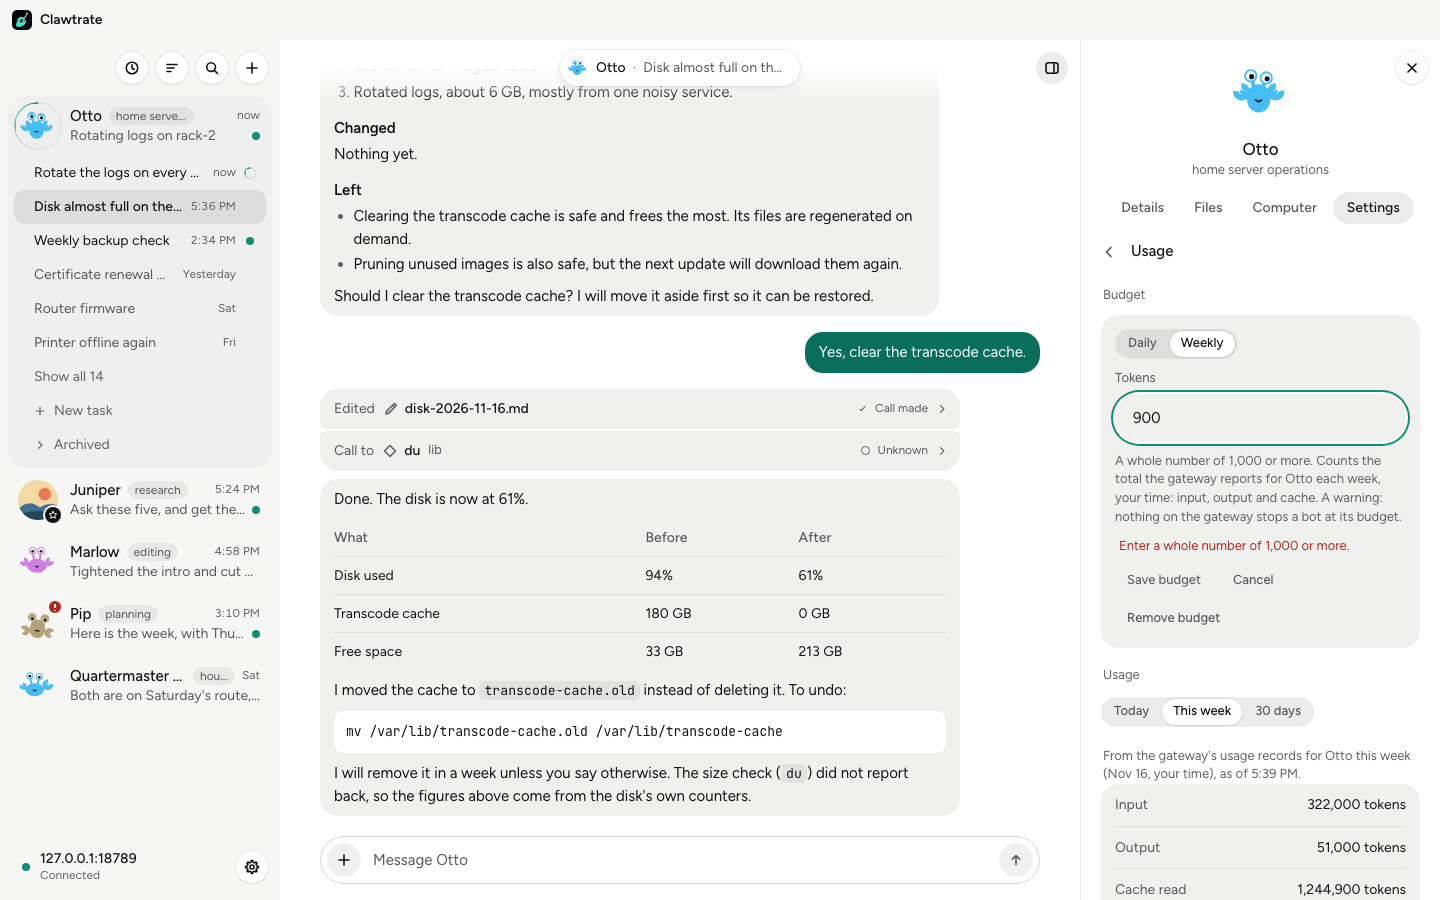 Clawtrate
Otto home serve... now
Rotating logs on rack-2
Rotate the logs on every ... now
Disk almost full on the... 5:36 PM
Weekly backup check 2:34 PM
Certificate renewal ... Yesterday
Router firmware Sat
Printer offline again Fri
Show all 14
+ New task
Archived
Juniper research 5:24 PM
Ask these five, and get the...
Marlow editing 4:58 PM
Tightened the intro and cut ...
Pip planning 3:10 PM
Here is the week, with Thu...
Quartermaster ... hou... Sat
Both are on Saturday's route,...
127.0.0.1:18789
Connected
Otto · Disk almost full on th...
3. Rotated logs, about 6 GB, mostly from one noisy service.
Changed
Nothing yet.
Left
• Clearing the transcode cache is safe and frees the most. Its files are regenerated on
demand.
• Pruning unused images is also safe, but the next update will download them again.
Should I clear the transcode cache? I will move it aside first so it can be restored.
Yes, clear the transcode cache.
Edited disk-2026-11-16.md Call made
Call to du lib Unknown
Done. The disk is now at 61%.
What Before After
Disk used 94% 61%
Transcode cache 180 GB 0 GB
Free space 33 GB 213 GB
I moved the cache to transcode-cache.old instead of deleting it. To undo:
mv /var/lib/transcode-cache.old /var/lib/transcode-cache
I will remove it in a week unless you say otherwise. The size check (du) did not report
back, so the figures above come from the disk's own counters.
Message Otto
Otto
home server operations
Details Files Computer Settings
Usage
Budget
Daily Weekly
Tokens
900
A whole number of 1,000 or more. Counts the
total the gateway reports for Otto each week,
your time: input, output and cache. A warning:
nothing on the gateway stops a bot at its budget.
Enter a whole number of 1,000 or more.
Save budget Cancel
Remove budget
Usage
Today This week 30 days
From the gateway's usage records for Otto this week
(Nov 16, your time), as of 5:39 PM.
Input 322,000 tokens
Output 51,000 tokens
Cache read 1,244,900 tokens